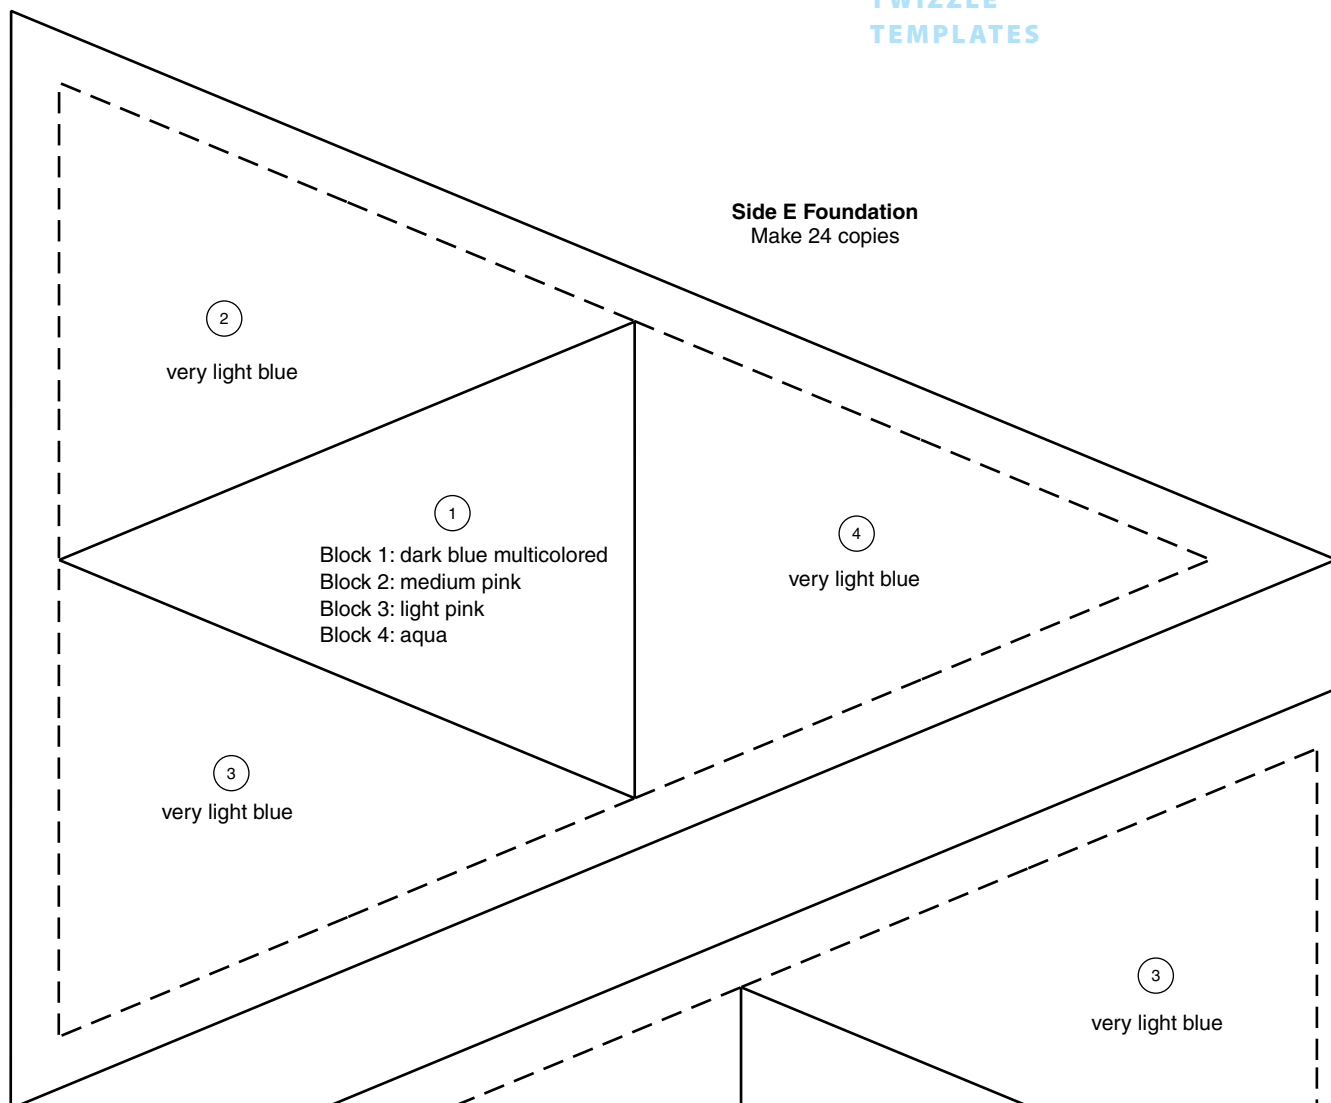 TWIZZLE
TEMPLATES
Side E Foundation
Make 24 copies
2
very light blue
1
Block 1: dark blue multicolored
Block 2: medium pink
Block 3: light pink
Block 4: aqua
4
very light blue
3
very light blue
3
very light blue